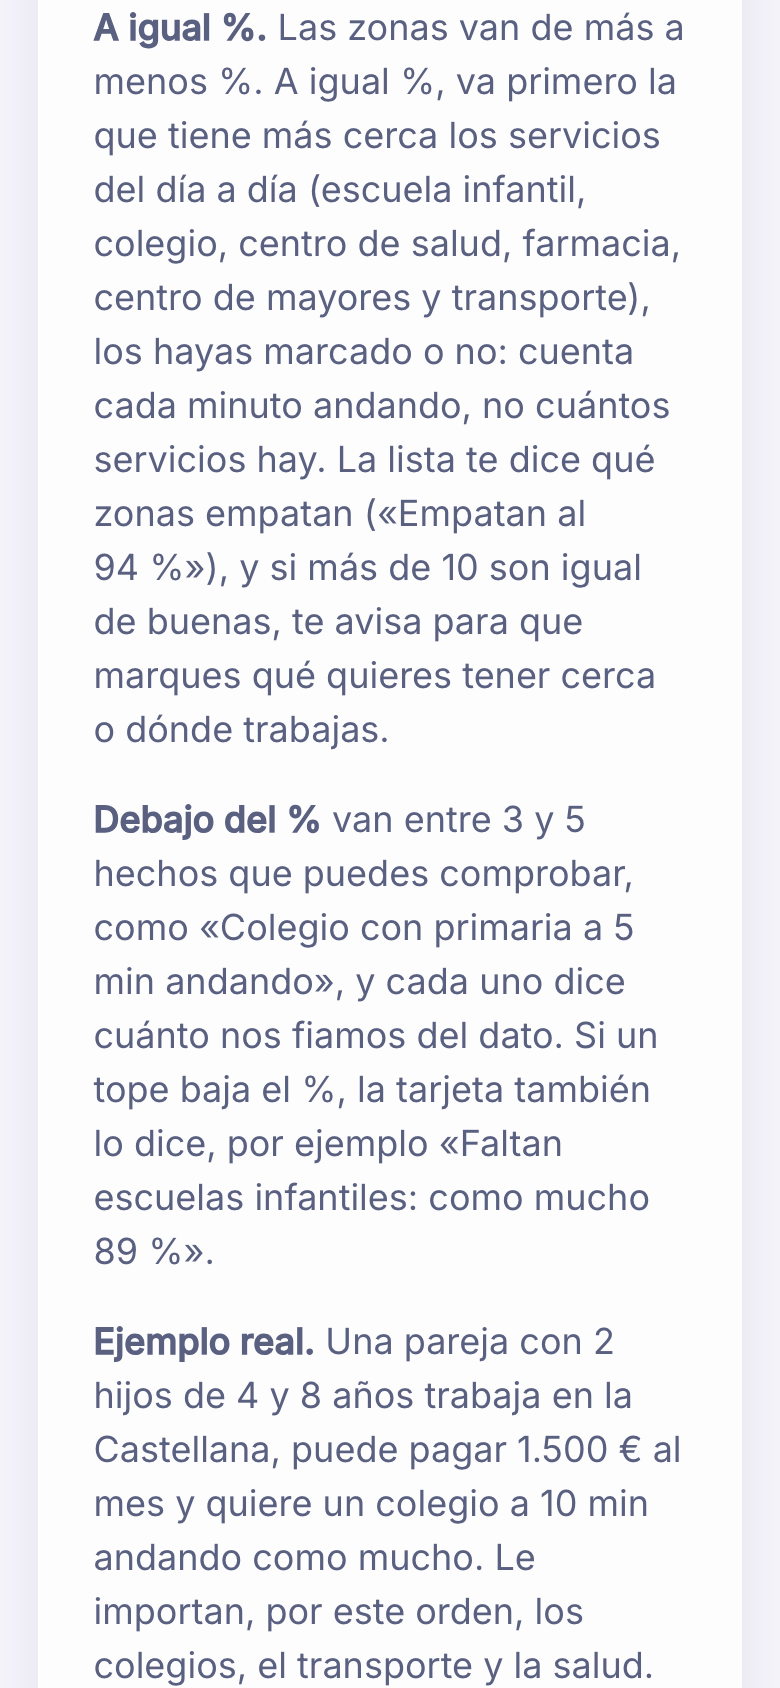 A igual %. Las zonas van de más a
menos %. A igual %, va primero la
que tiene más cerca los servicios
del día a día (escuela infantil,
colegio, centro de salud, farmacia,
centro de mayores y transporte),
los hayas marcado o no: cuenta
cada minuto andando, no cuántos
servicios hay. La lista te dice qué
zonas empatan («Empatan al
94 %»), y si más de 10 son igual
de buenas, te avisa para que
marques qué quieres tener cerca
o dónde trabajas.
Debajo del % van entre 3 y 5
hechos que puedes comprobar,
como «Colegio con primaria a 5
min andando», y cada uno dice
cuánto nos fiamos del dato. Si un
tope baja el %, la tarjeta también
lo dice, por ejemplo «Faltan
escuelas infantiles: como mucho
89 %».
Ejemplo real. Una pareja con 2
hijos de 4 y 8 años trabaja en la
Castellana, puede pagar 1.500 € al
mes y quiere un colegio a 10 min
andando como mucho. Le
importan, por este orden, los
colegios, el transporte y la salud.